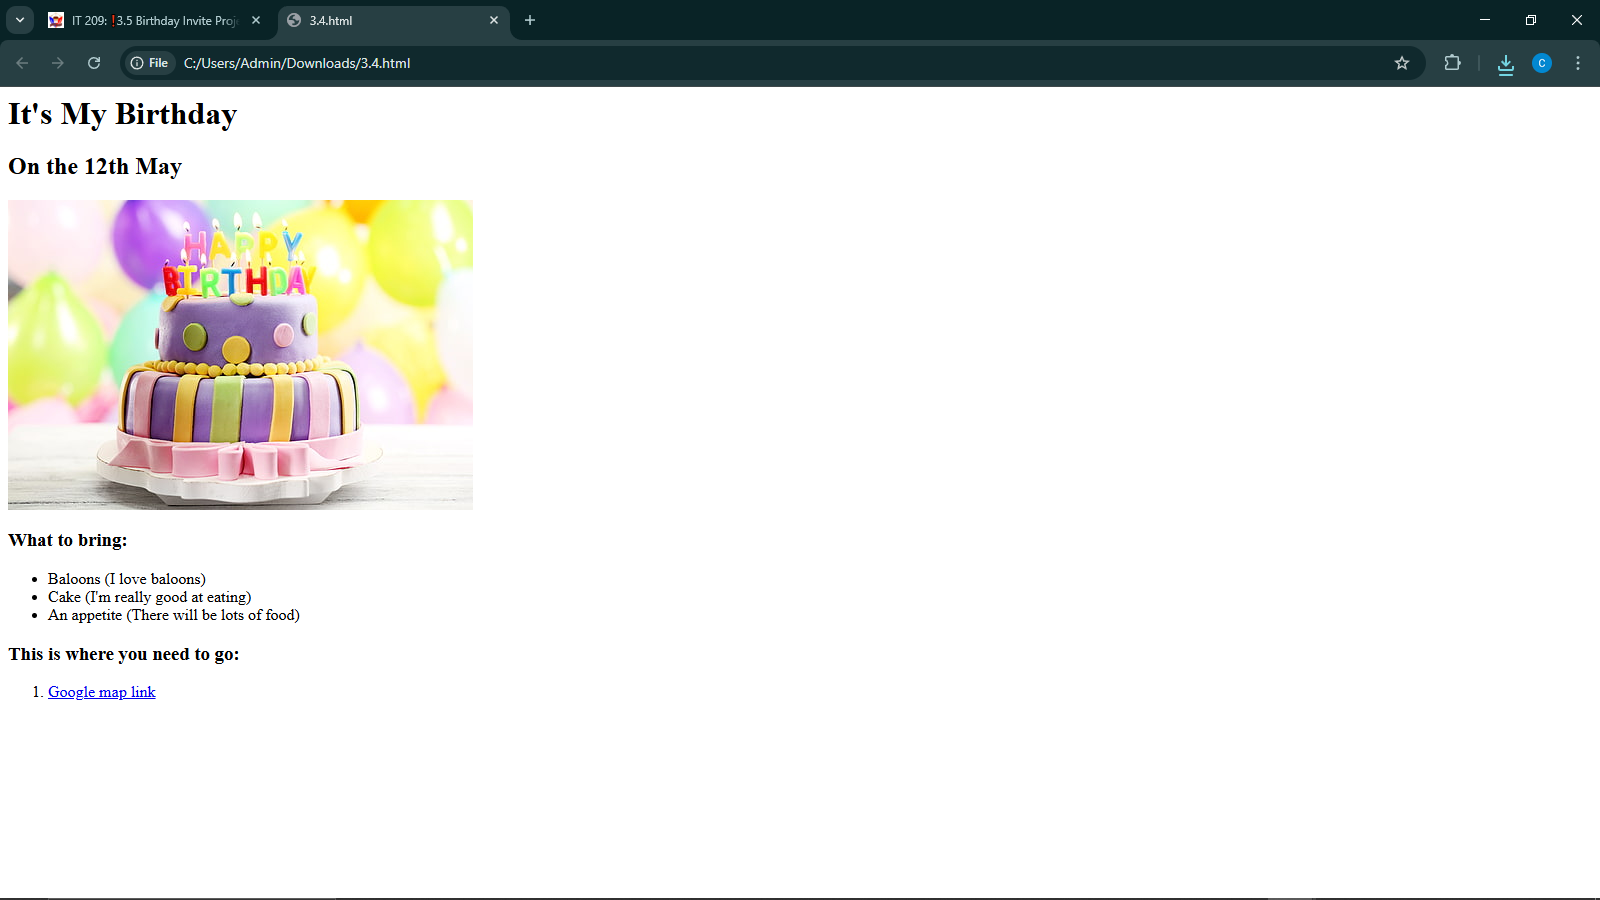 IT 209: !3.5 Birthday Invite Proj
3.4.html
File
C:/Users/Admin/Downloads/3.4.html
C
It's My Birthday
On the 12th May
HAPPY
BIRTHDAY
What to bring:
• Baloons (I love baloons)
• Cake (I'm really good at eating)
• An appetite (There will be lots of food)
This is where you need to go:
1. Google map link